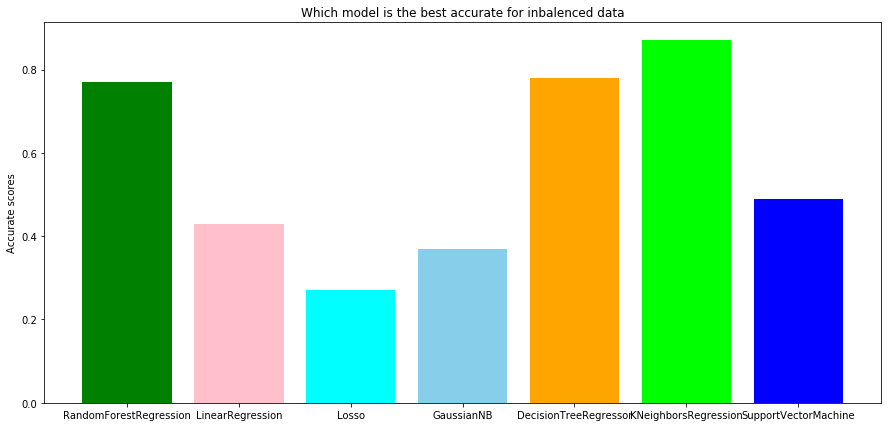 Which model is the best accurate for inbalenced data
Accurate scores
0.8
0.6
0.4
0.2
0.0
RandomForestRegression LinearRegression Losso GaussianNB DecisionTreeRegressor KNeighborsRegression SupportVectorMachine